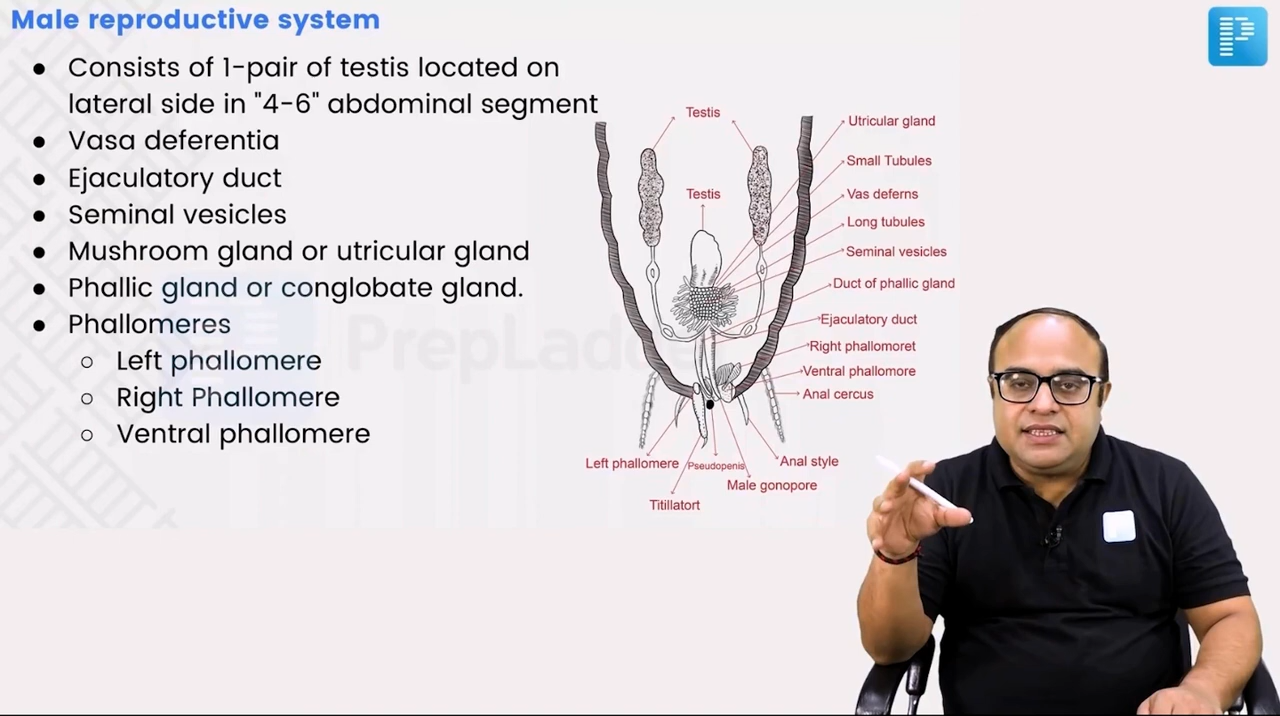 Male reproductive system
● Consists of 1-pair of testis located on
lateral side in "4-6" abdominal segment
● Vasa deferentia
● Ejaculatory duct
● Seminal vesicles
● Mushroom gland or utricular gland
● Phallic gland or conglobate gland.
● Phallomeres
○ Left phallomere
○ Right Phallomere
○ Ventral phallomere
Testis
Utricular gland
Small Tubules
Testis
Vas deferns
Long tubules
Seminal vesicles
Duct of phallic gland
Ejaculatory duct
Right phallomoret
Ventral phallomore
Anal cercus
Left phallomere
Pseudopenis
Anal style
Male gonopore
Titillatort
P
PrepLadder